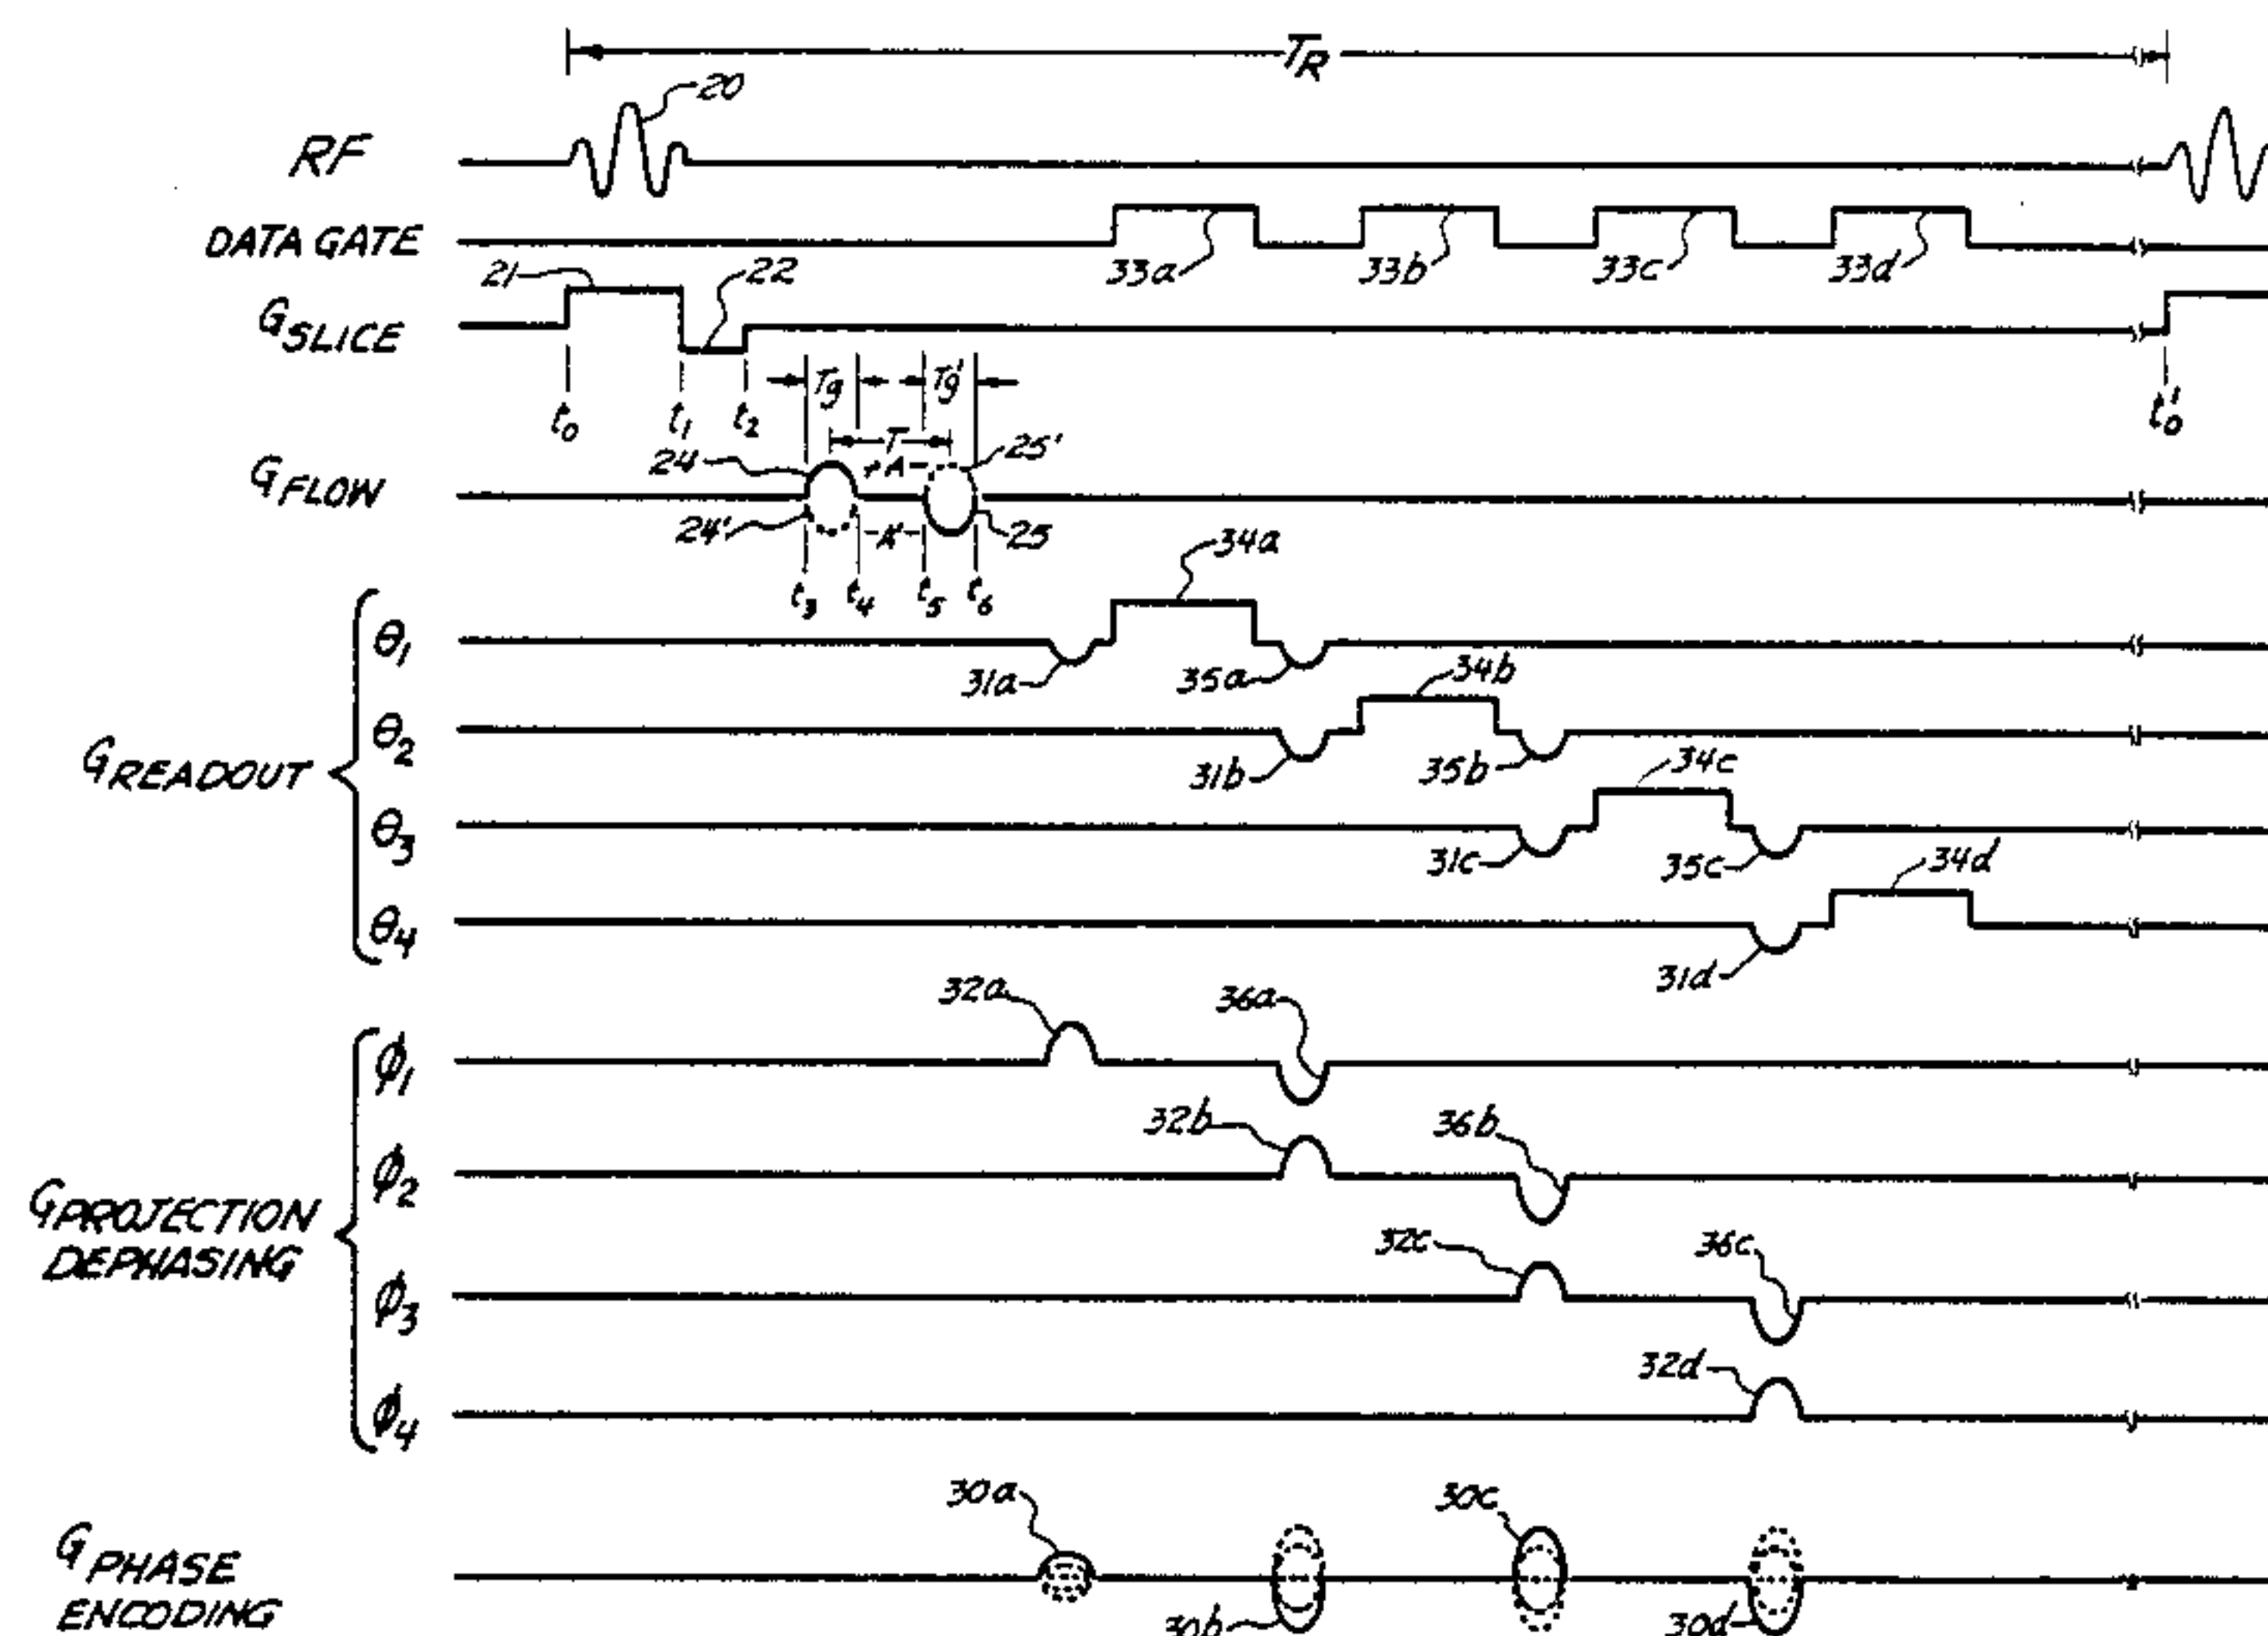 T_R
20
RF
DATA GATE
33a 33b 33c 33d
21 22
G_SLICE
Tg Tg'
t_0 t_1 t_2 t_0'
T
24 +A 25'
G_FLOW
24' -A- 25
34a
t_3 t_4 t_5 t_6
θ_1
31a 35a 34b
θ_2
G_READOUT
31b 35b 34c
θ_3
31c 35c 34d
θ_4
31d
32a 36a
ϕ_1
32b 36b
ϕ_2
G_PROJECTION
DEPHASING
32c 36c
ϕ_3
32d
ϕ_4
30a 30c
G_PHASE
ENCODING
30b 30d